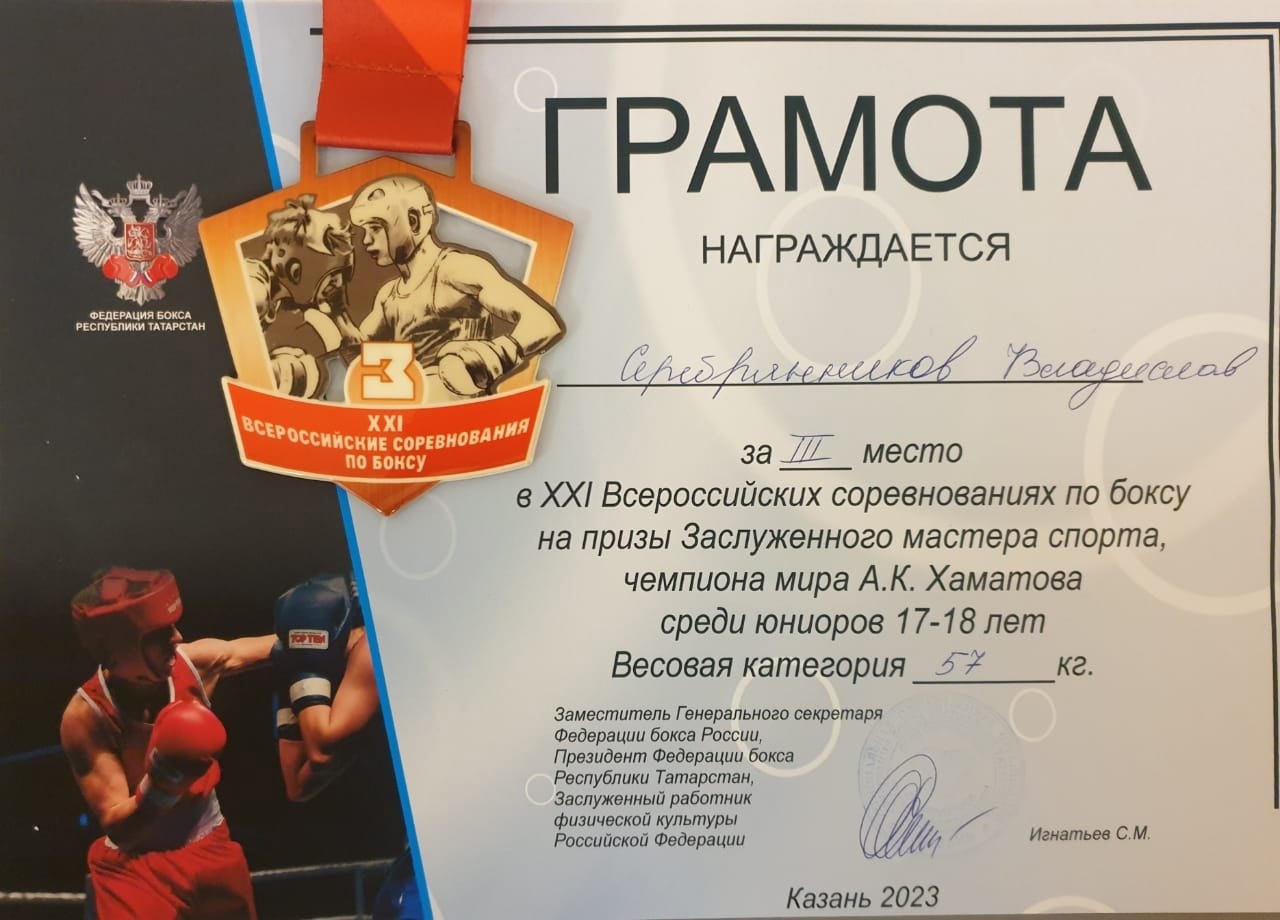 ГРАМОТА
НАГРАЖДАЕТСЯ
Серебрянников Владислав
за III место
в XXI Всероссийских соревнованиях по боксу
на призы Заслуженного мастера спорта,
чемпиона мира А.К. Хаматова
среди юниоров 17-18 лет
Весовая категория 57 кг.
Заместитель Генерального секретаря
Федерации бокса России,
Президент Федерации бокса
Республики Татарстан,
Заслуженный работник
физической культуры
Российской Федерации
Игнатьев С.М.
Казань 2023
ФЕДЕРАЦИЯ БОКСА
РЕСПУБЛИКИ ТАТАРСТАН
3
XXI
ВСЕРОССИЙСКИЕ СОРЕВНОВАНИЯ
ПО БОКСУ
TOP TEN